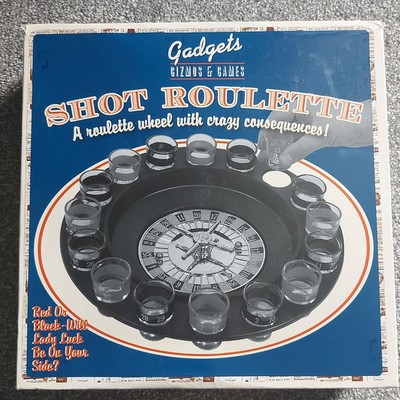 Gadgets
GIZMOS & GAMES
SHOT ROULETTE
A roulette wheel with crazy consequences!
Red Or
Black-Will
Lady Luck
Be On Your
Side?